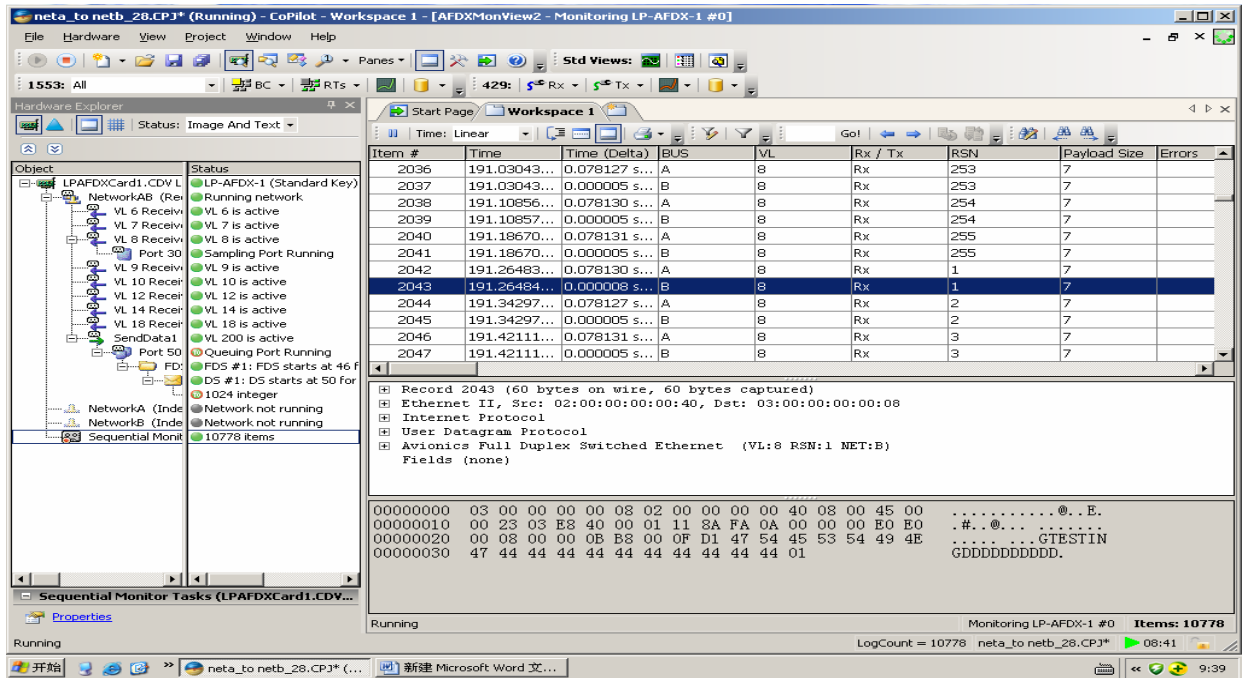 neta_to netb_28.CPJ* (Running) - CoPilot - Workspace 1 - [AFDXMonView2 - Monitoring LP-AFDX-1 #0]
File Hardware View Project Window Help
Panes Std Views:
1553: All BC RTs 429: Rx Tx
Hardware Explorer
Status: Image And Text
Object Status
LPAFDXCard1.CDV L LP-AFDX-1 (Standard Key)
NetworkAB (Re Running network
VL 6 Receiv VL 6 is active
VL 7 Receiv VL 7 is active
VL 8 Receiv VL 8 is active
Port 30 Sampling Port Running
VL 9 Receiv VL 9 is active
VL 10 Recei VL 10 is active
VL 12 Recei VL 12 is active
VL 14 Recei VL 14 is active
VL 18 Recei VL 18 is active
SendData1 VL 200 is active
Port 50 Queuing Port Running
FD: FDS #1: FDS starts at 46 f
DS #1: DS starts at 50 for
1024 integer
NetworkA (Inde Network not running
NetworkB (Inde Network not running
Sequential Monit 10778 items
Sequential Monitor Tasks (LPAFDXCard1.CDV...
Properties
Start Page Workspace 1
Time: Linear Go!
Item # Time Time (Delta) BUS VL Rx / Tx RSN Payload Size Errors
2036 191.03043... 0.078127 s... A 8 Rx 253 7
2037 191.03043... 0.000005 s... B 8 Rx 253 7
2038 191.10856... 0.078130 s... A 8 Rx 254 7
2039 191.10857... 0.000005 s... B 8 Rx 254 7
2040 191.18670... 0.078131 s... A 8 Rx 255 7
2041 191.18670... 0.000005 s... B 8 Rx 255 7
2042 191.26483... 0.078130 s... A 8 Rx 1 7
2043 191.26484... 0.000008 s... B 8 Rx 1 7
2044 191.34297... 0.078127 s... A 8 Rx 2 7
2045 191.34297... 0.000005 s... B 8 Rx 2 7
2046 191.42111... 0.078131 s... A 8 Rx 3 7
2047 191.42111... 0.000005 s... B 8 Rx 3 7
Record 2043 (60 bytes on wire, 60 bytes captured)
Ethernet II, Src: 02:00:00:00:00:40, Dst: 03:00:00:00:00:08
Internet Protocol
User Datagram Protocol
Avionics Full Duplex Switched Ethernet (VL:8 RSN:1 NET:B)
Fields (none)
00000000 03 00 00 00 00 08 02 00 00 00 00 40 08 00 45 00 ...........@..E.
00000010 00 23 03 E8 40 00 01 11 8A FA 0A 00 00 00 E0 E0 .#..@... .......
00000020 00 08 00 00 0B B8 00 0F D1 47 54 45 53 54 49 4E ..... ...GTESTIN
00000030 47 44 44 44 44 44 44 44 44 44 44 01 GDDDDDDDDDD.
Running Monitoring LP-AFDX-1 #0 Items: 10778
Running LogCount = 10778 neta_to netb_28.CPJ* 08:41
开始 neta_to netb_28.CPJ* (... 新建 Microsoft Word 文... 9:39